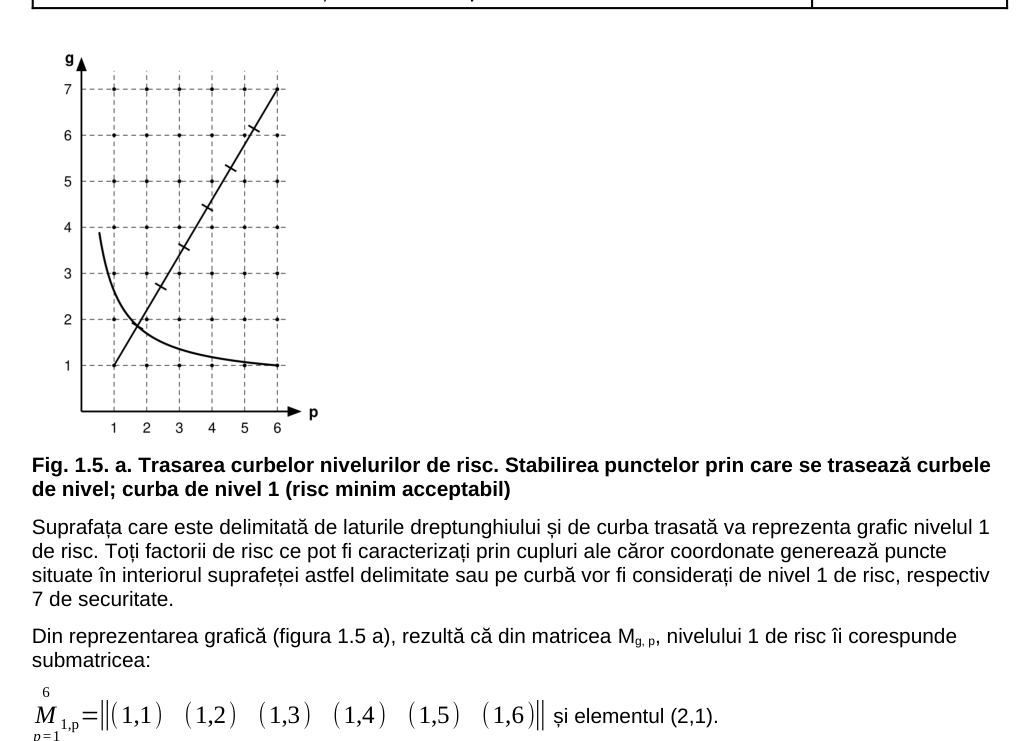 g
7
6
5
4
3
2
1
p
1 2 3 4 5 6
Fig. 1.5. a. Trasarea curbelor nivelurilor de risc. Stabilirea punctelor prin care se trasează curbele
de nivel; curba de nivel 1 (risc minim acceptabil)
Suprafața care este delimitată de laturile dreptunghiului și de curba trasată va reprezenta grafic nivelul 1
de risc. Toți factorii de risc ce pot fi caracterizați prin cupluri ale căror coordonate generează puncte
situate în interiorul suprafeței astfel delimitate sau pe curbă vor fi considerați de nivel 1 de risc, respectiv
7 de securitate.
Din reprezentarea grafică (figura 1.5 a), rezultă că din matricea Mg, p, nivelului 1 de risc îi corespunde
submatricea:
6
M1,p=‖(1,1) (1,2) (1,3) (1,4) (1,5) (1,6)‖ și elementul (2,1).
p=1